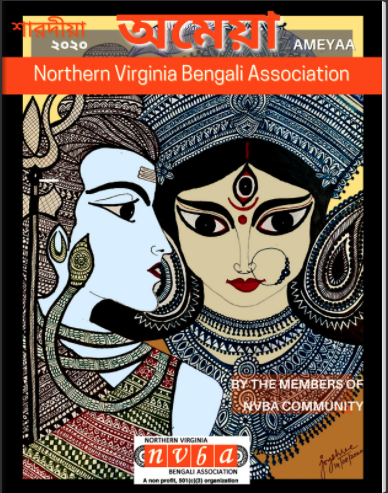 শারদীয়া
২০২০
অমেয়া
AMEYAA
Northern Virginia Bengali Association
BY THE MEMBERS OF
NVBA COMMUNITY
NORTHERN VIRGINIA
nvba
BENGALI ASSOCIATION
A non profit, 501(c)(3) organization